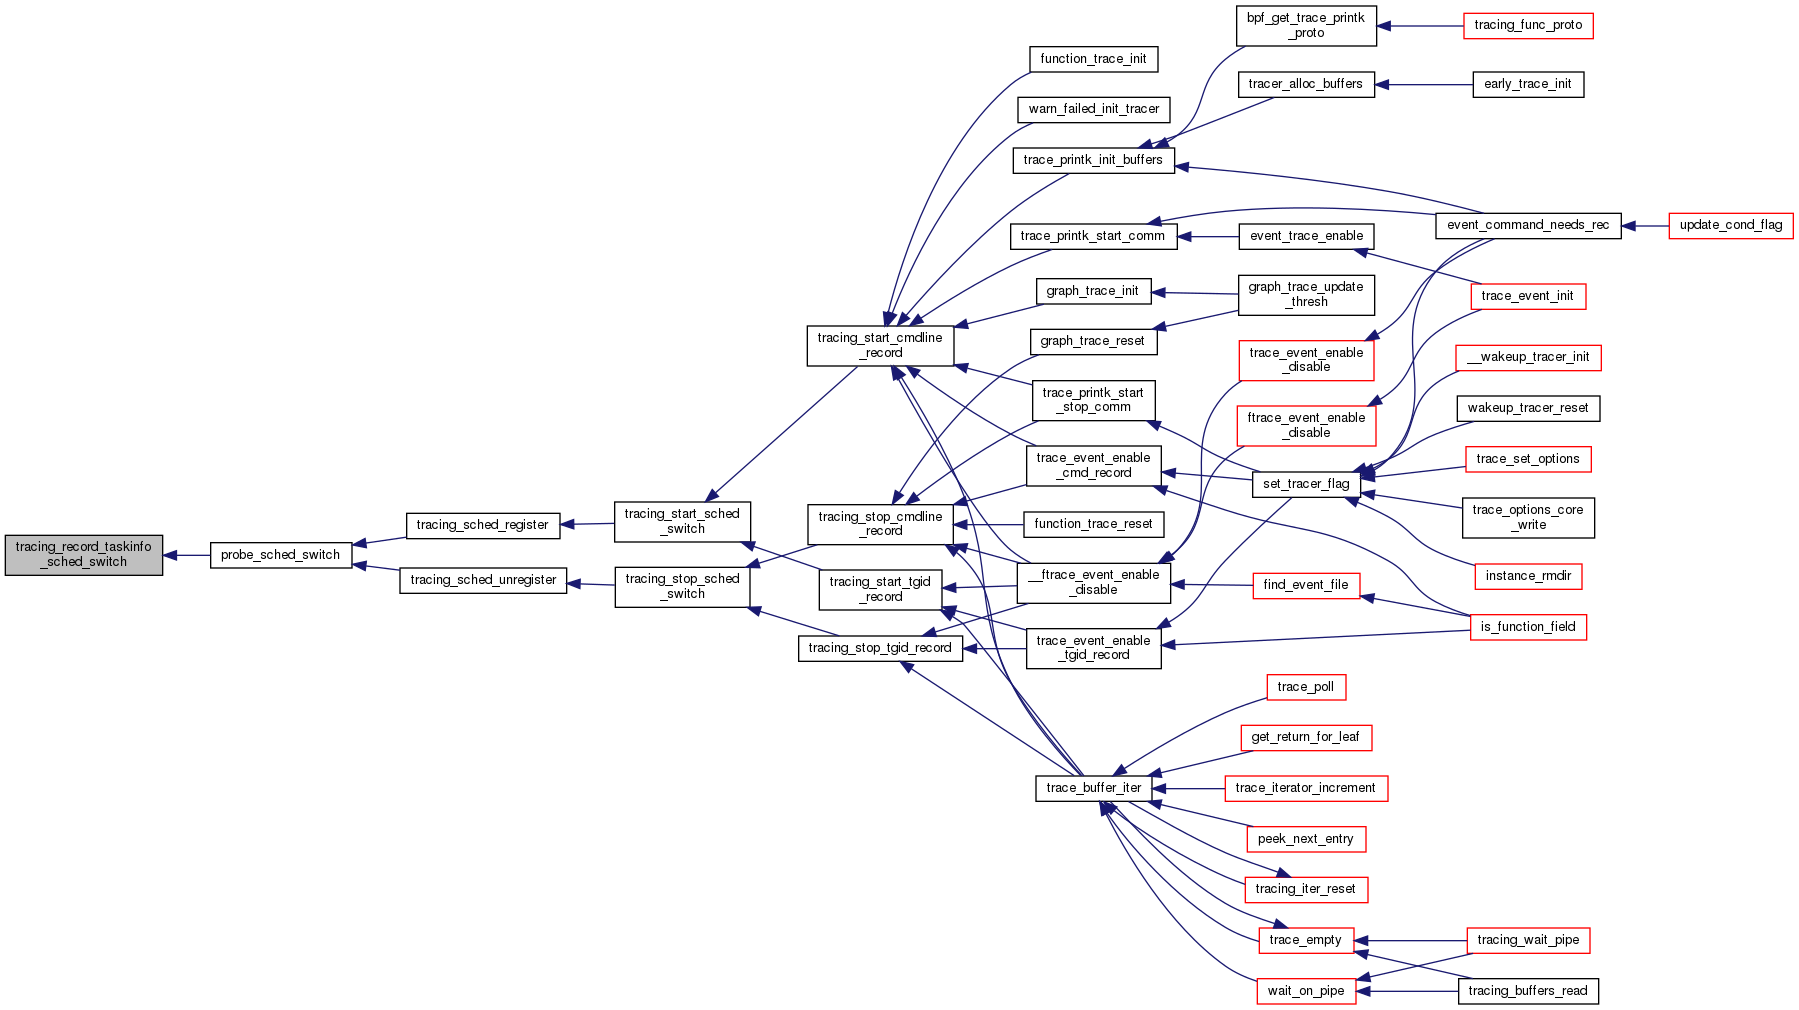 tracing_record_taskinfo
_sched_switch
probe_sched_switch
tracing_sched_register
tracing_sched_unregister
tracing_start_sched
_switch
tracing_stop_sched
_switch
tracing_start_cmdline
_record
tracing_stop_cmdline
_record
tracing_start_tgid
_record
tracing_stop_tgid_record
function_trace_init
warn_failed_init_tracer
trace_printk_init_buffers
trace_printk_start_comm
graph_trace_init
graph_trace_reset
trace_printk_start
_stop_comm
trace_event_enable
_cmd_record
function_trace_reset
__ftrace_event_enable
_disable
trace_event_enable
_tgid_record
trace_buffer_iter
bpf_get_trace_printk
_proto
tracer_alloc_buffers
event_trace_enable
graph_trace_update
_thresh
trace_event_enable
_disable
ftrace_event_enable
_disable
set_tracer_flag
find_event_file
trace_poll
get_return_for_leaf
trace_iterator_increment
peek_next_entry
tracing_iter_reset
trace_empty
wait_on_pipe
tracing_func_proto
early_trace_init
event_command_needs_rec
trace_event_init
__wakeup_tracer_init
wakeup_tracer_reset
trace_set_options
trace_options_core
_write
instance_rmdir
is_function_field
tracing_wait_pipe
tracing_buffers_read
update_cond_flag